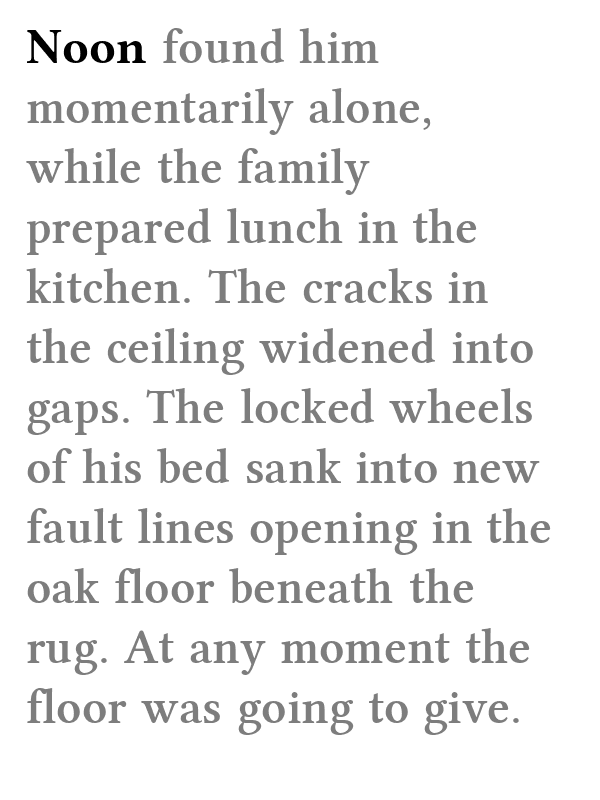 Noon found him
momentarily alone,
while the family
prepared lunch in the
kitchen. The cracks in
the ceiling widened into
gaps. The locked wheels
of his bed sank into new
fault lines opening in the
oak floor beneath the
rug. At any moment the
floor was going to give.